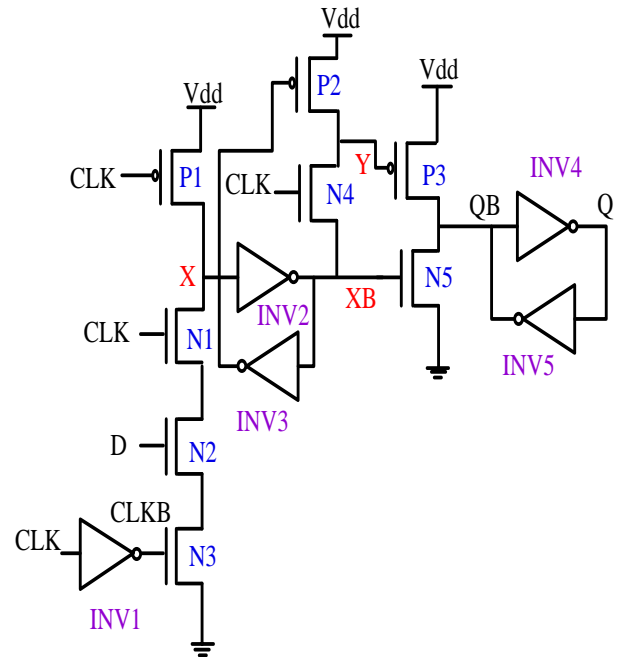 Vdd
P2
Vdd
Vdd
CLK
P1
CLK
N4
Y
P3
INV4
QB
Q
X
INV2
XB
N5
CLK
N1
INV3
INV5
D
N2
CLKB
CLK
N3
INV1